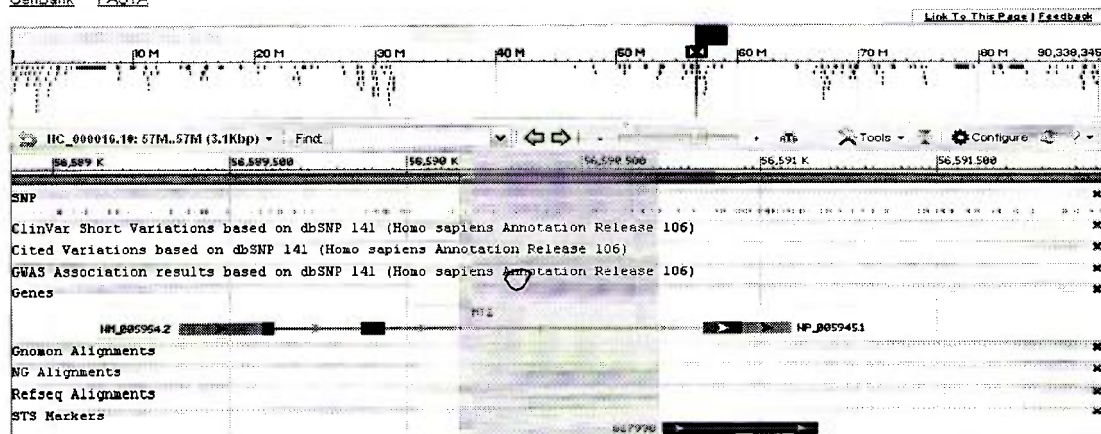 GenBank FASTA
Link To This Page | Feedback
10 M 20 M 30 M 40 M 50 M 60 M 70 M 80 M 90,338,345
NC_000016.10: 57M..57M (3.1Kbp) Find: - + ATG Tools Configure ?
56,589 K 56,589,500 56,590 K 56,590,500 56,591 K 56,591,500
SNP
ClinVar Short Variations based on dbSNP 141 (Homo sapiens Annotation Release 106)
Cited Variations based on dbSNP 141 (Homo sapiens Annotation Release 106)
GWAS Association results based on dbSNP 141 (Homo sapiens Annotation Release 106)
Genes
NM_005954.2 NP_005945.1
Gnomon Alignments
NG Alignments
Refseq Alignments
STS Markers